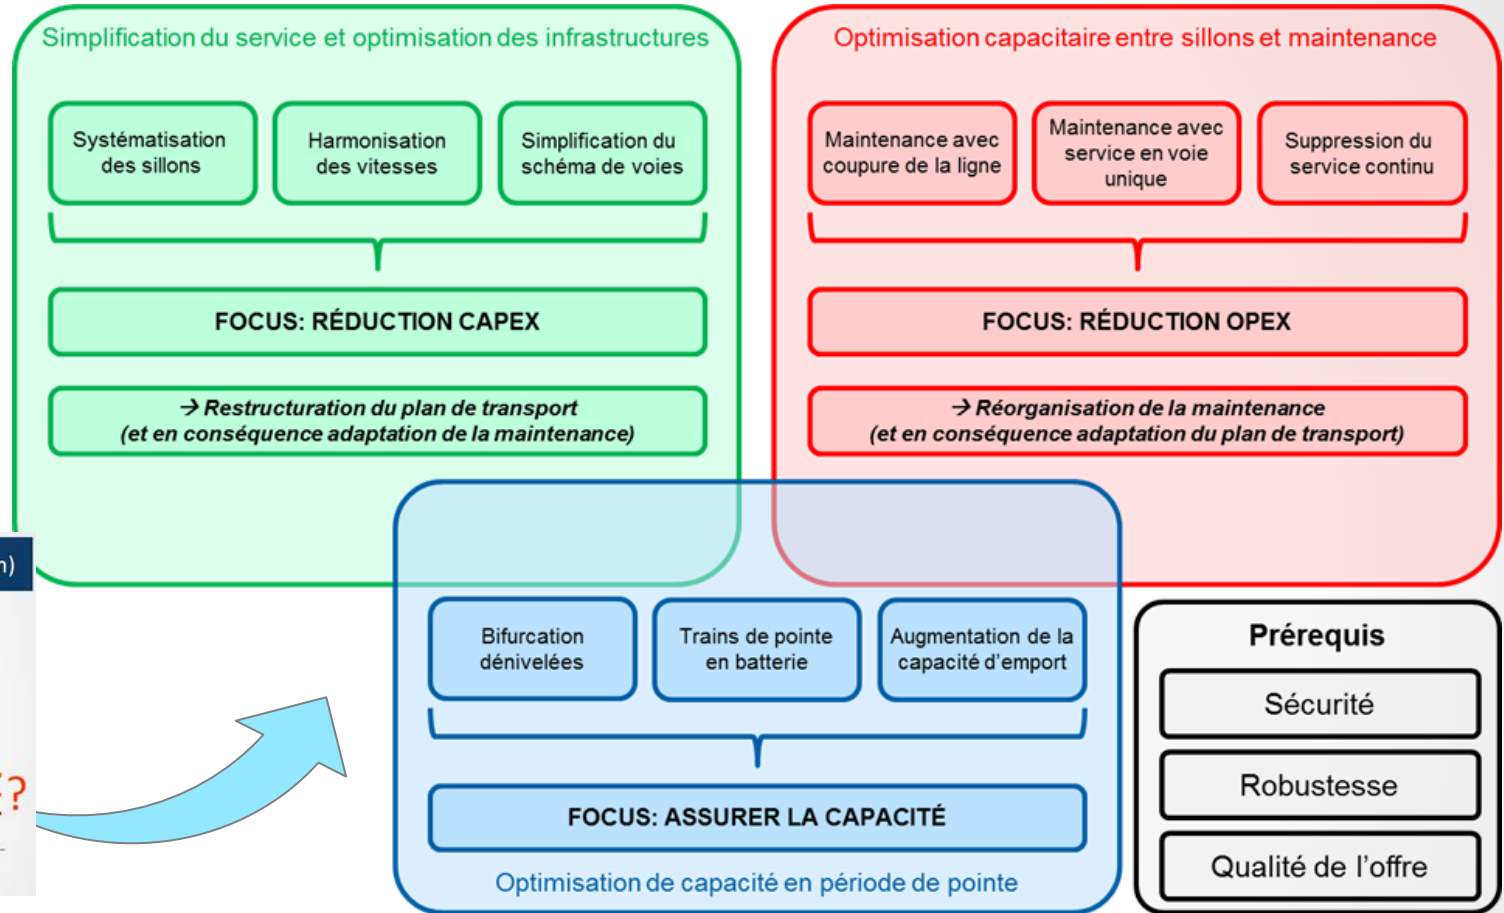 Simplification du service et optimisation des infrastructures
Systématisation
des sillons
Harmonisation
des vitesses
Simplification du
schéma de voies
FOCUS: RÉDUCTION CAPEX
→ Restructuration du plan de transport
(et en conséquence adaptation de la maintenance)
Optimisation capacitaire entre sillons et maintenance
Maintenance avec
coupure de la ligne
Maintenance avec
service en voie
unique
Suppression du
service continu
FOCUS: RÉDUCTION OPEX
→ Réorganisation de la maintenance
(et en conséquence adaptation du plan de transport)
Bifurcation
dénivelées
Trains de pointe
en batterie
Augmentation de la
capacité d’emport
FOCUS: ASSURER LA CAPACITÉ
Optimisation de capacité en période de pointe
Prérequis
Sécurité
Robustesse
Qualité de l’offre